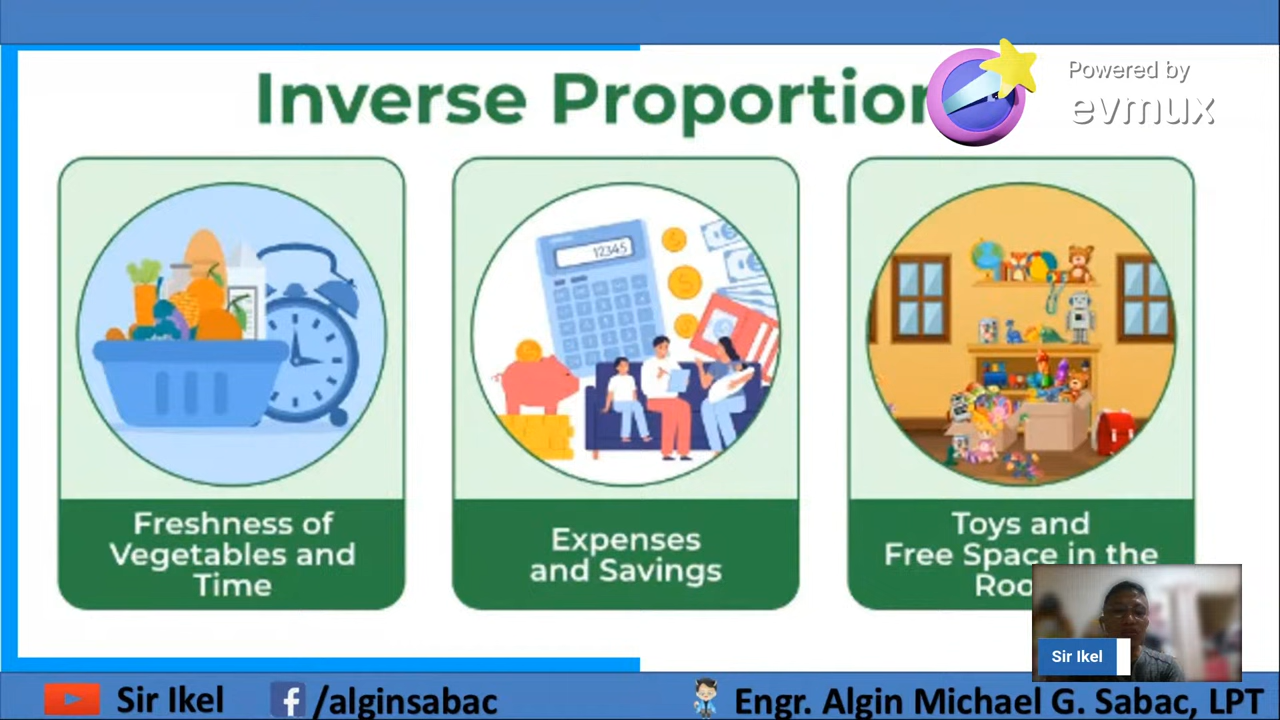 Inverse Proportion
Powered by
evmux
12345
Freshness of
Vegetables and
Time
Expenses
and Savings
Toys and
Free Space in the
Sir Ikel
Sir Ikel
/alginsabac
Engr. Algin Michael G. Sabac, LPT